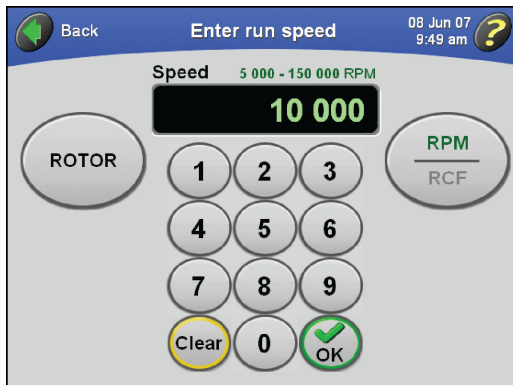 Back
Enter run speed
08 Jun 07
9:49 am
?
Speed 5 000 - 150 000 RPM
10 000
ROTOR
RPM
RCF
1 2 3
4 5 6
7 8 9
Clear 0 OK